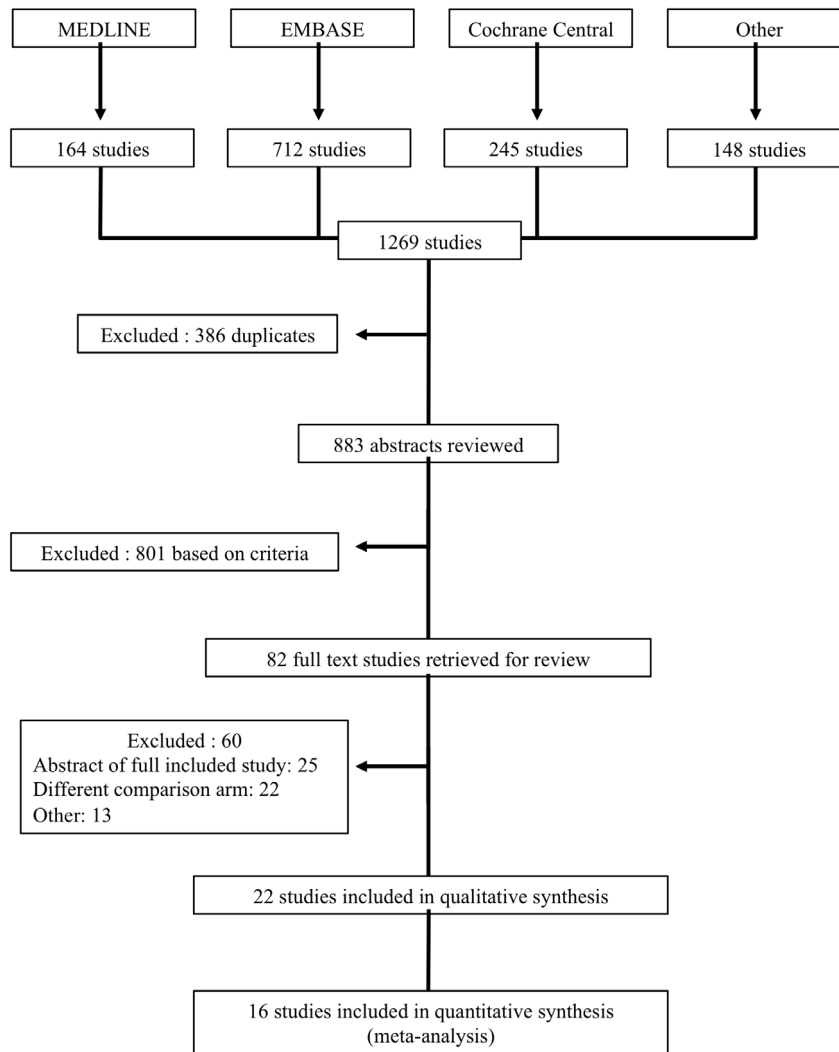 MEDLINE
EMBASE
Cochrane Central
Other
164 studies
712 studies
245 studies
148 studies
1269 studies
Excluded : 386 duplicates
883 abstracts reviewed
Excluded : 801 based on criteria
82 full text studies retrieved for review
Excluded : 60
Abstract of full included study: 25
Different comparison arm: 22
Other: 13
22 studies included in qualitative synthesis
16 studies included in quantitative synthesis
(meta-analysis)